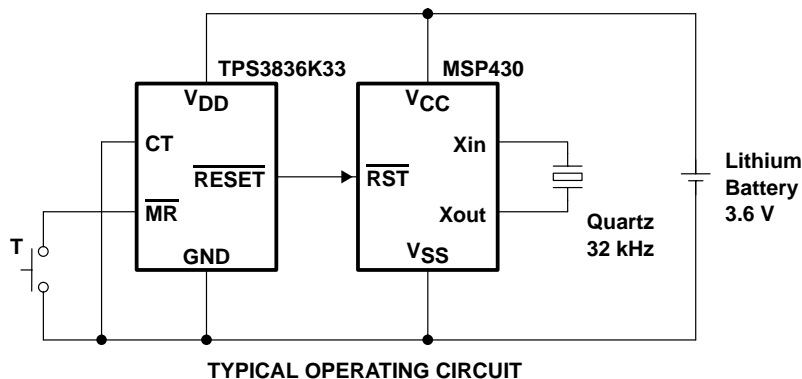 TPS3836K33
MSP430
VDD
VCC
CT
Xin
RESET
RST
Lithium
Battery
3.6 V
MR
Xout
Quartz
32 kHz
T
GND
VSS
TYPICAL OPERATING CIRCUIT